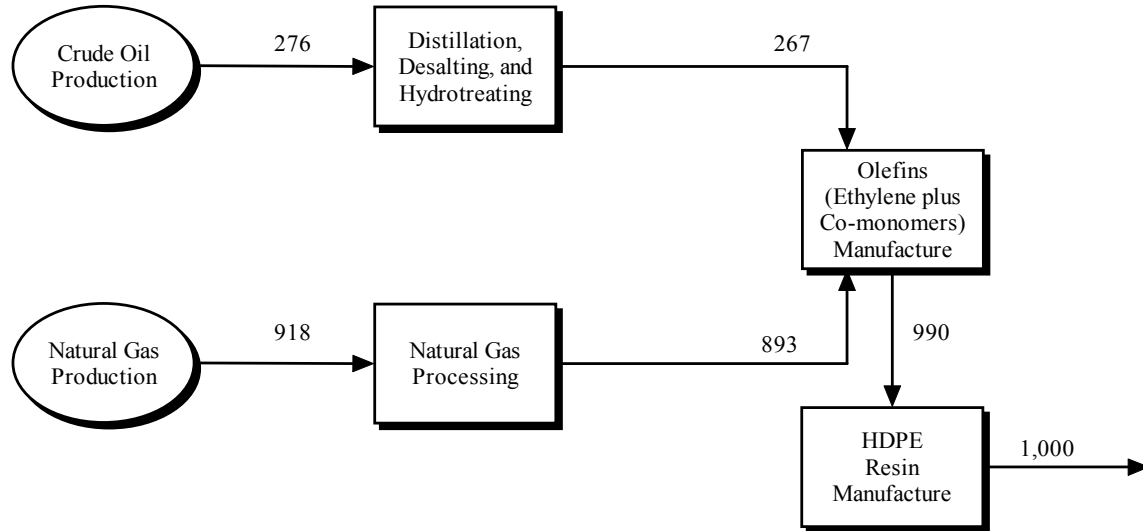 Crude Oil
Production
276
Distillation,
Desalting, and
Hydrotreating
267
Olefins
(Ethylene plus
Co-monomers)
Manufacture
Natural Gas
Production
918
Natural Gas
Processing
893
990
HDPE
Resin
Manufacture
1,000